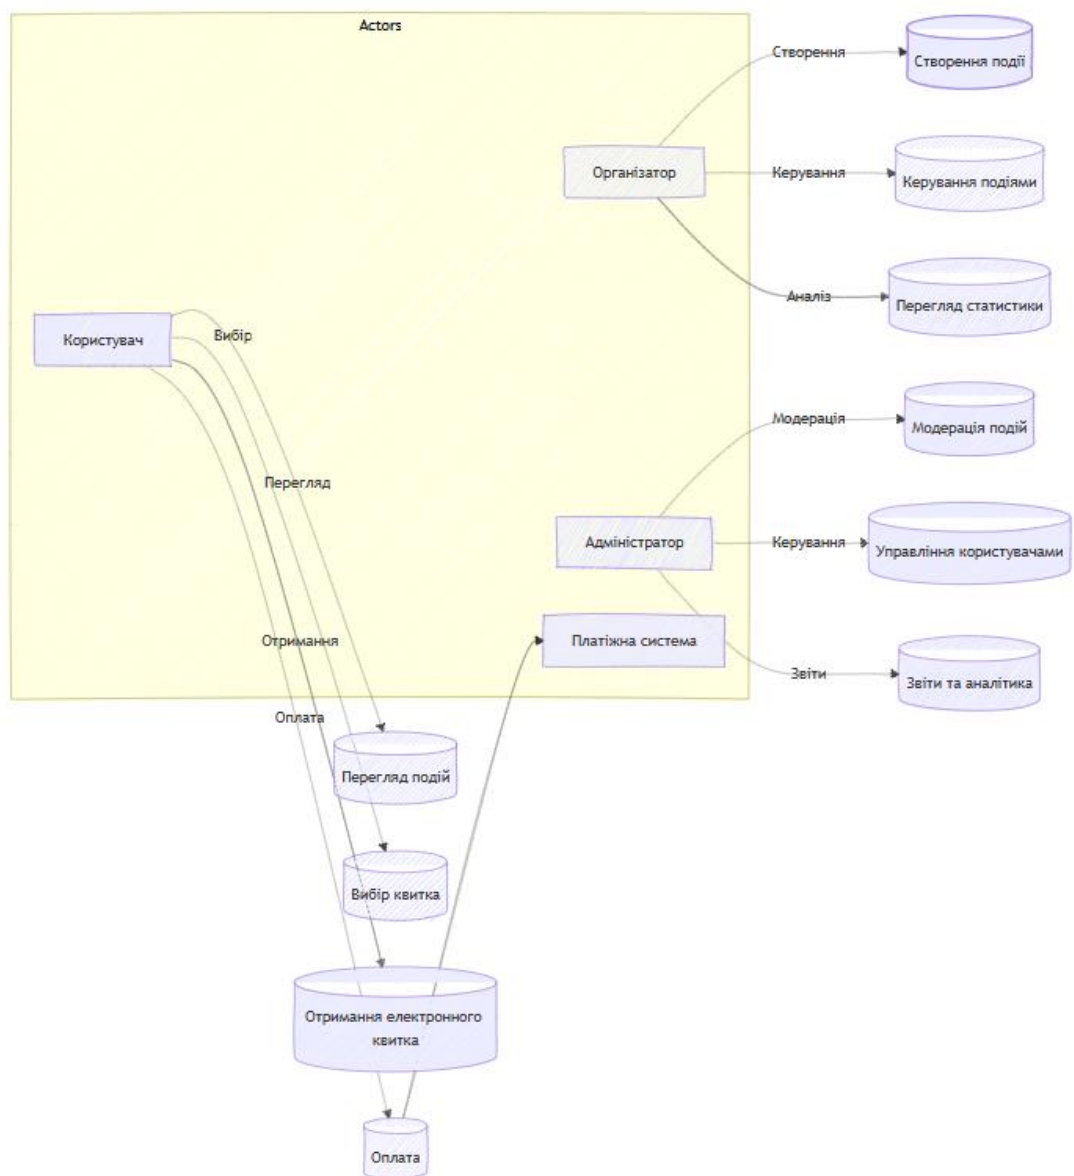 Actors
Створення
Створення події
Організатор
Керування
Керування подіями
Аналіз
Перегляд статистики
Користувач
Вибір
Модерація
Модерація подій
Перегляд
Адміністратор
Керування
Управління користувачами
Отримання
Платіжна система
Звіти
Звіти та аналітика
Оплата
Перегляд подій
Вибір квитка
Отримання електронного
квитка
Оплата